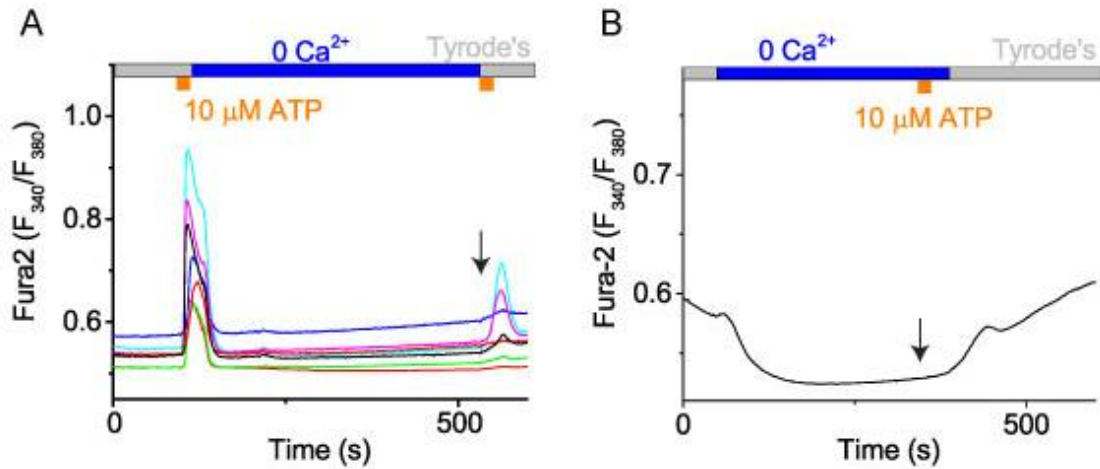 A
0 Ca²⁺
Tyrode's
10 μM ATP
Fura2 (F₃₄₀/F₃₈₀)
1.0
0.8
0.6
0
500
Time (s)
B
0 Ca²⁺
Tyrode's
10 μM ATP
Fura-2 (F₃₄₀/F₃₈₀)
0.7
0.6
0
500
Time (s)